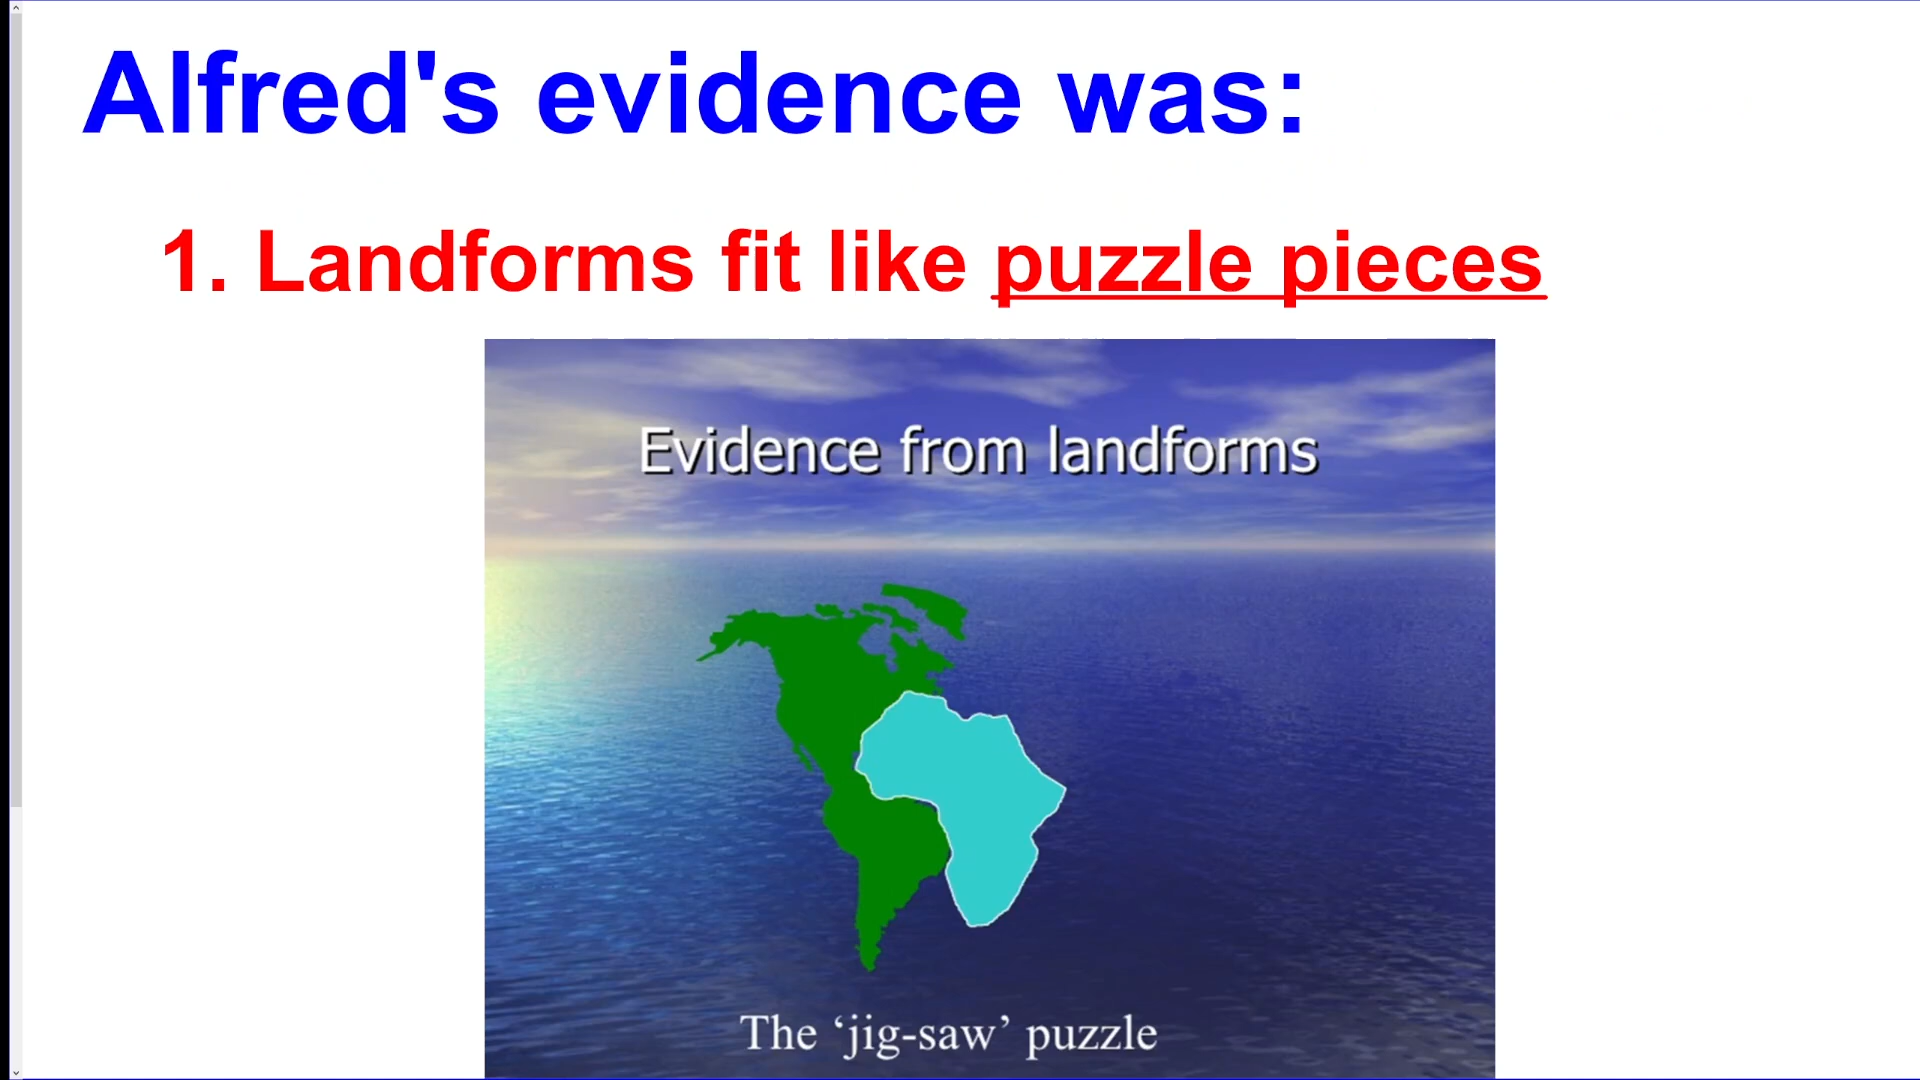 Alfred's evidence was:
1. Landforms fit like puzzle pieces
Evidence from landforms
The ‘jig-saw’ puzzle